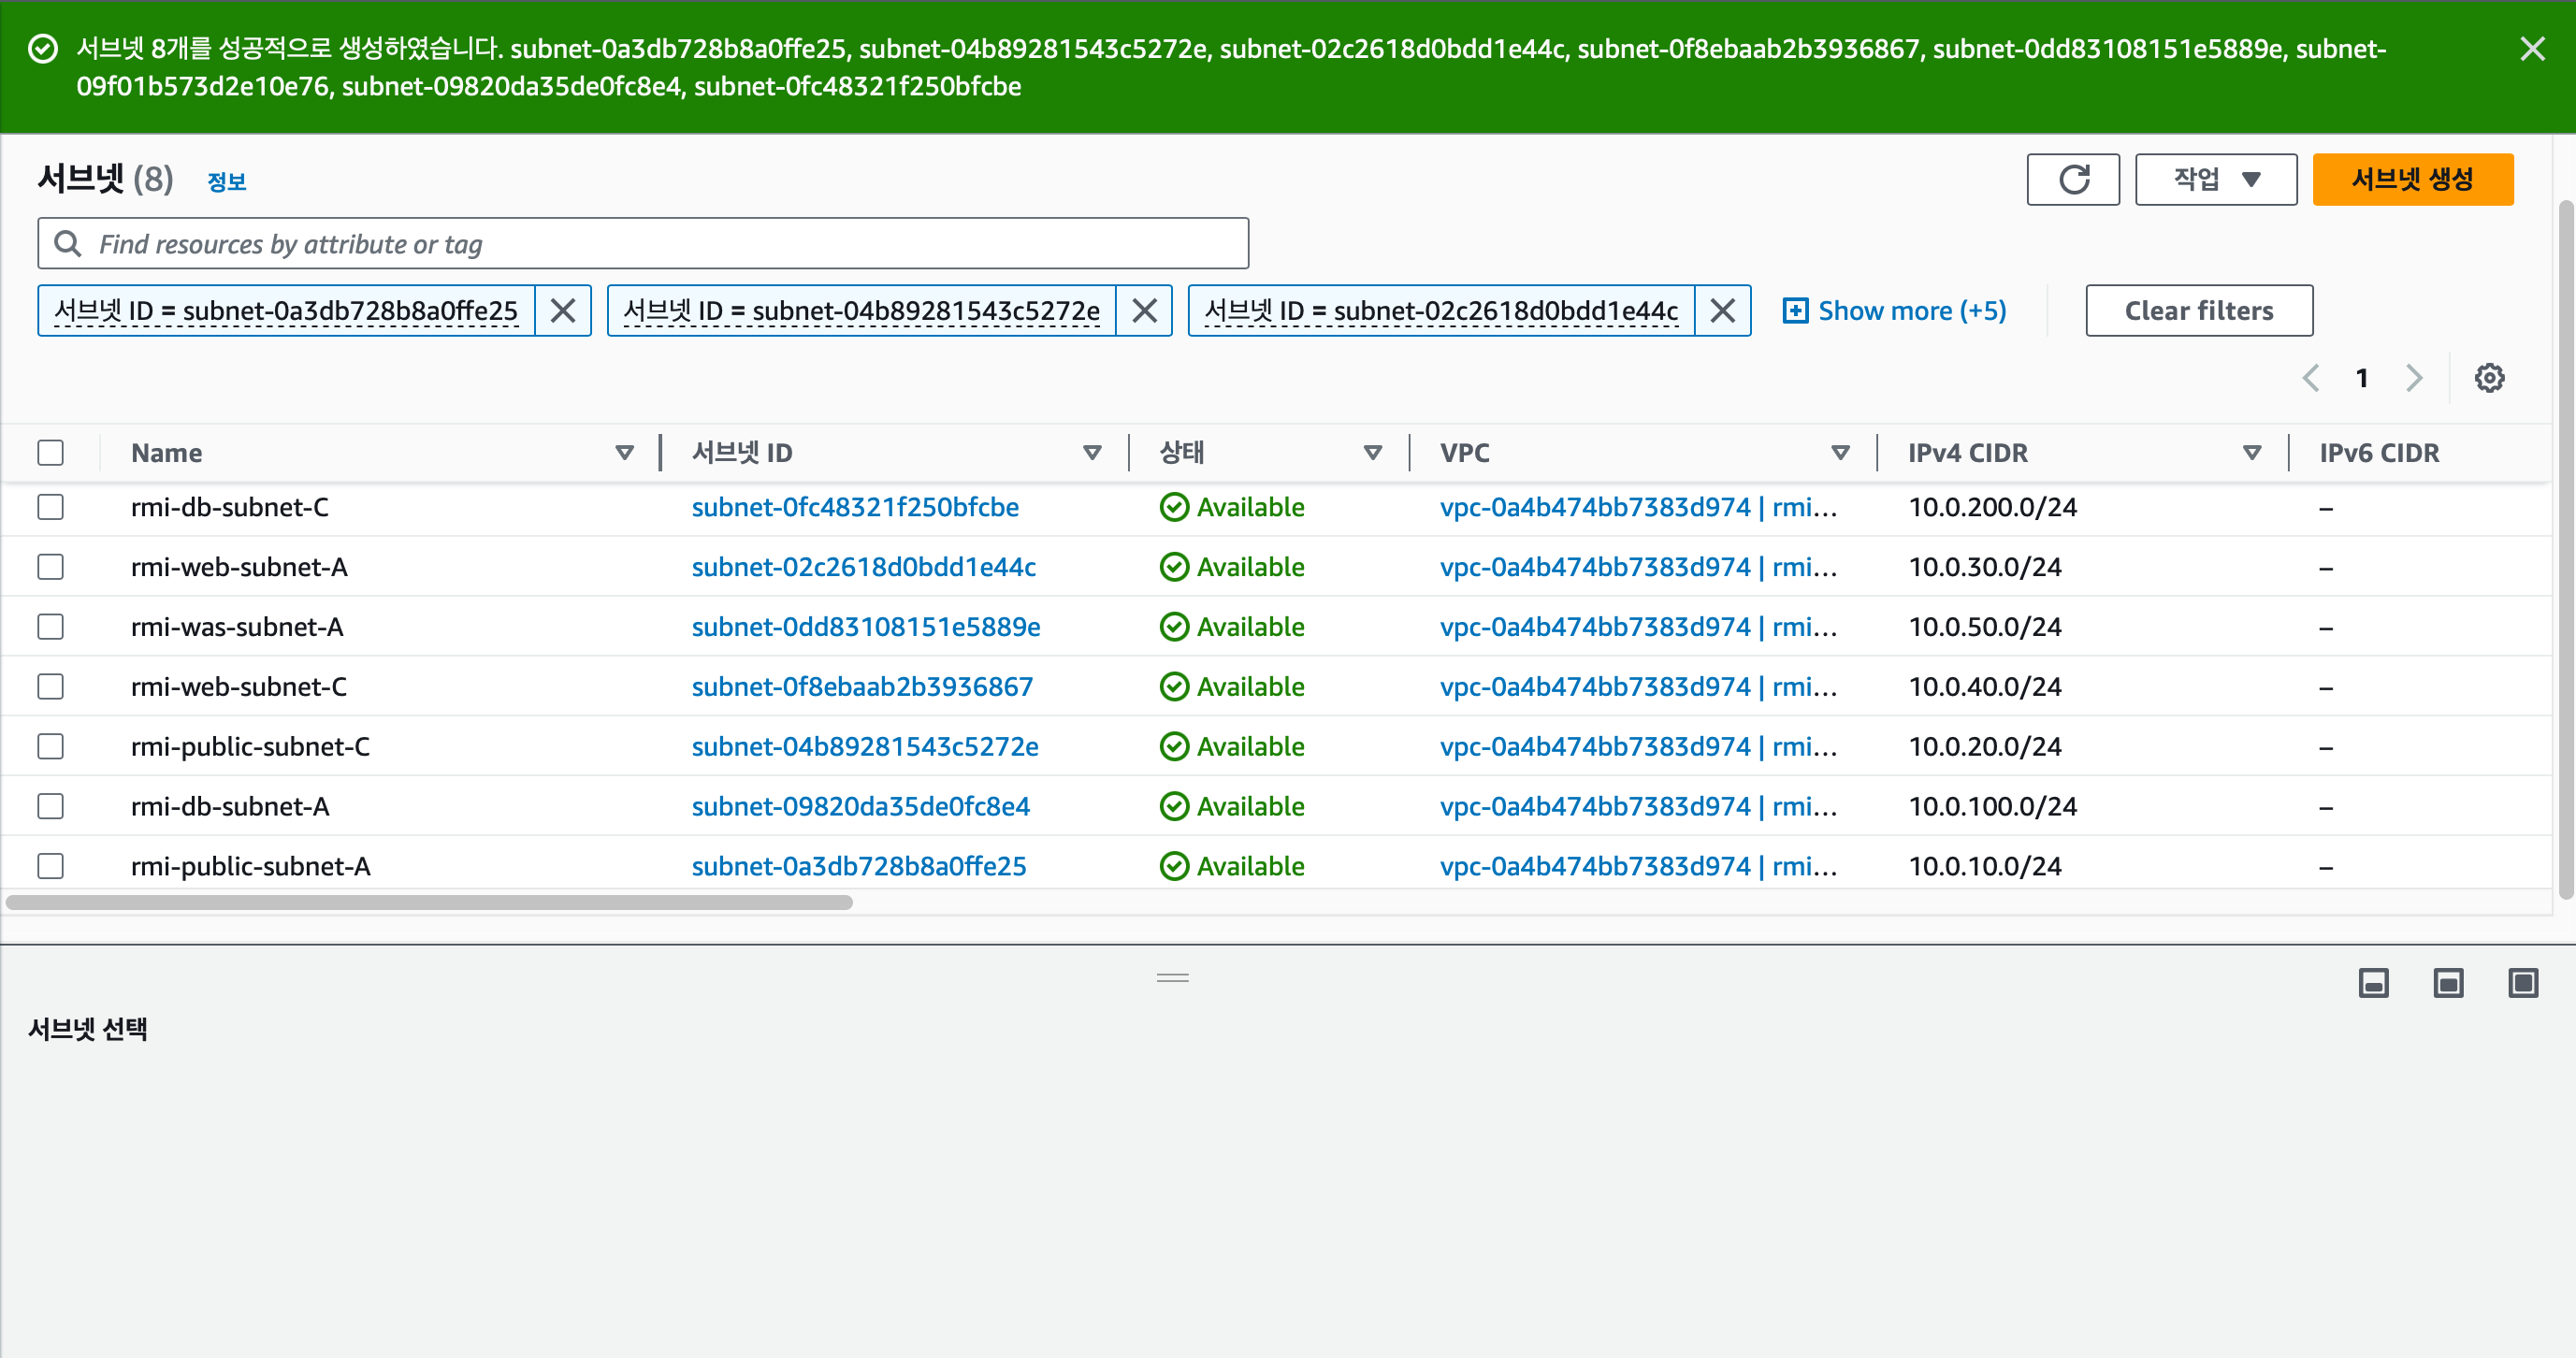 서브넷 8개를 성공적으로 생성하였습니다. subnet-0a3db728b8a0ffe25, subnet-04b89281543c5272e, subnet-02c2618d0bdd1e44c, subnet-0f8ebaab2b3936867, subnet-0dd83108151e5889e, subnet-
09f01b573d2e10e76, subnet-09820da35de0fc8e4, subnet-0fc48321f250bfcbe
서브넷 (8) 정보 작업 서브넷 생성
Find resources by attribute or tag
서브넷 ID = subnet-0a3db728b8a0ffe25 서브넷 ID = subnet-04b89281543c5272e 서브넷 ID = subnet-02c2618d0bdd1e44c Show more (+5) Clear filters
1
Name 서브넷 ID 상태 VPC IPv4 CIDR IPv6 CIDR
rmi-db-subnet-C subnet-0fc48321f250bfcbe Available vpc-0a4b474bb7383d974 | rmi... 10.0.200.0/24 –
rmi-web-subnet-A subnet-02c2618d0bdd1e44c Available vpc-0a4b474bb7383d974 | rmi... 10.0.30.0/24 –
rmi-was-subnet-A subnet-0dd83108151e5889e Available vpc-0a4b474bb7383d974 | rmi... 10.0.50.0/24 –
rmi-web-subnet-C subnet-0f8ebaab2b3936867 Available vpc-0a4b474bb7383d974 | rmi... 10.0.40.0/24 –
rmi-public-subnet-C subnet-04b89281543c5272e Available vpc-0a4b474bb7383d974 | rmi... 10.0.20.0/24 –
rmi-db-subnet-A subnet-09820da35de0fc8e4 Available vpc-0a4b474bb7383d974 | rmi... 10.0.100.0/24 –
rmi-public-subnet-A subnet-0a3db728b8a0ffe25 Available vpc-0a4b474bb7383d974 | rmi... 10.0.10.0/24 –
서브넷 선택